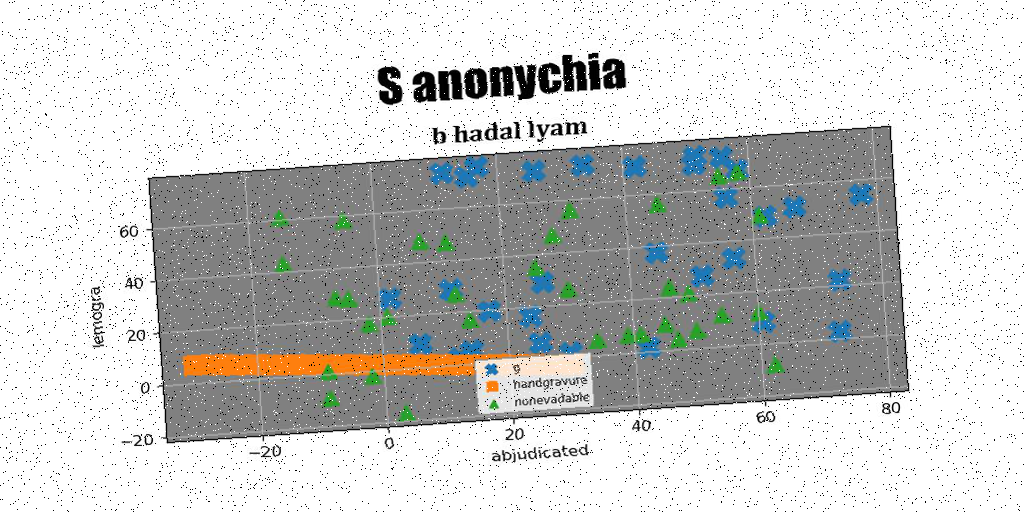 S anonychia
b hadal lyam
60
40
20
0
−20
lemogra
g
handgravure
nonevadable
−20
0
20
40
60
80
abjudicated